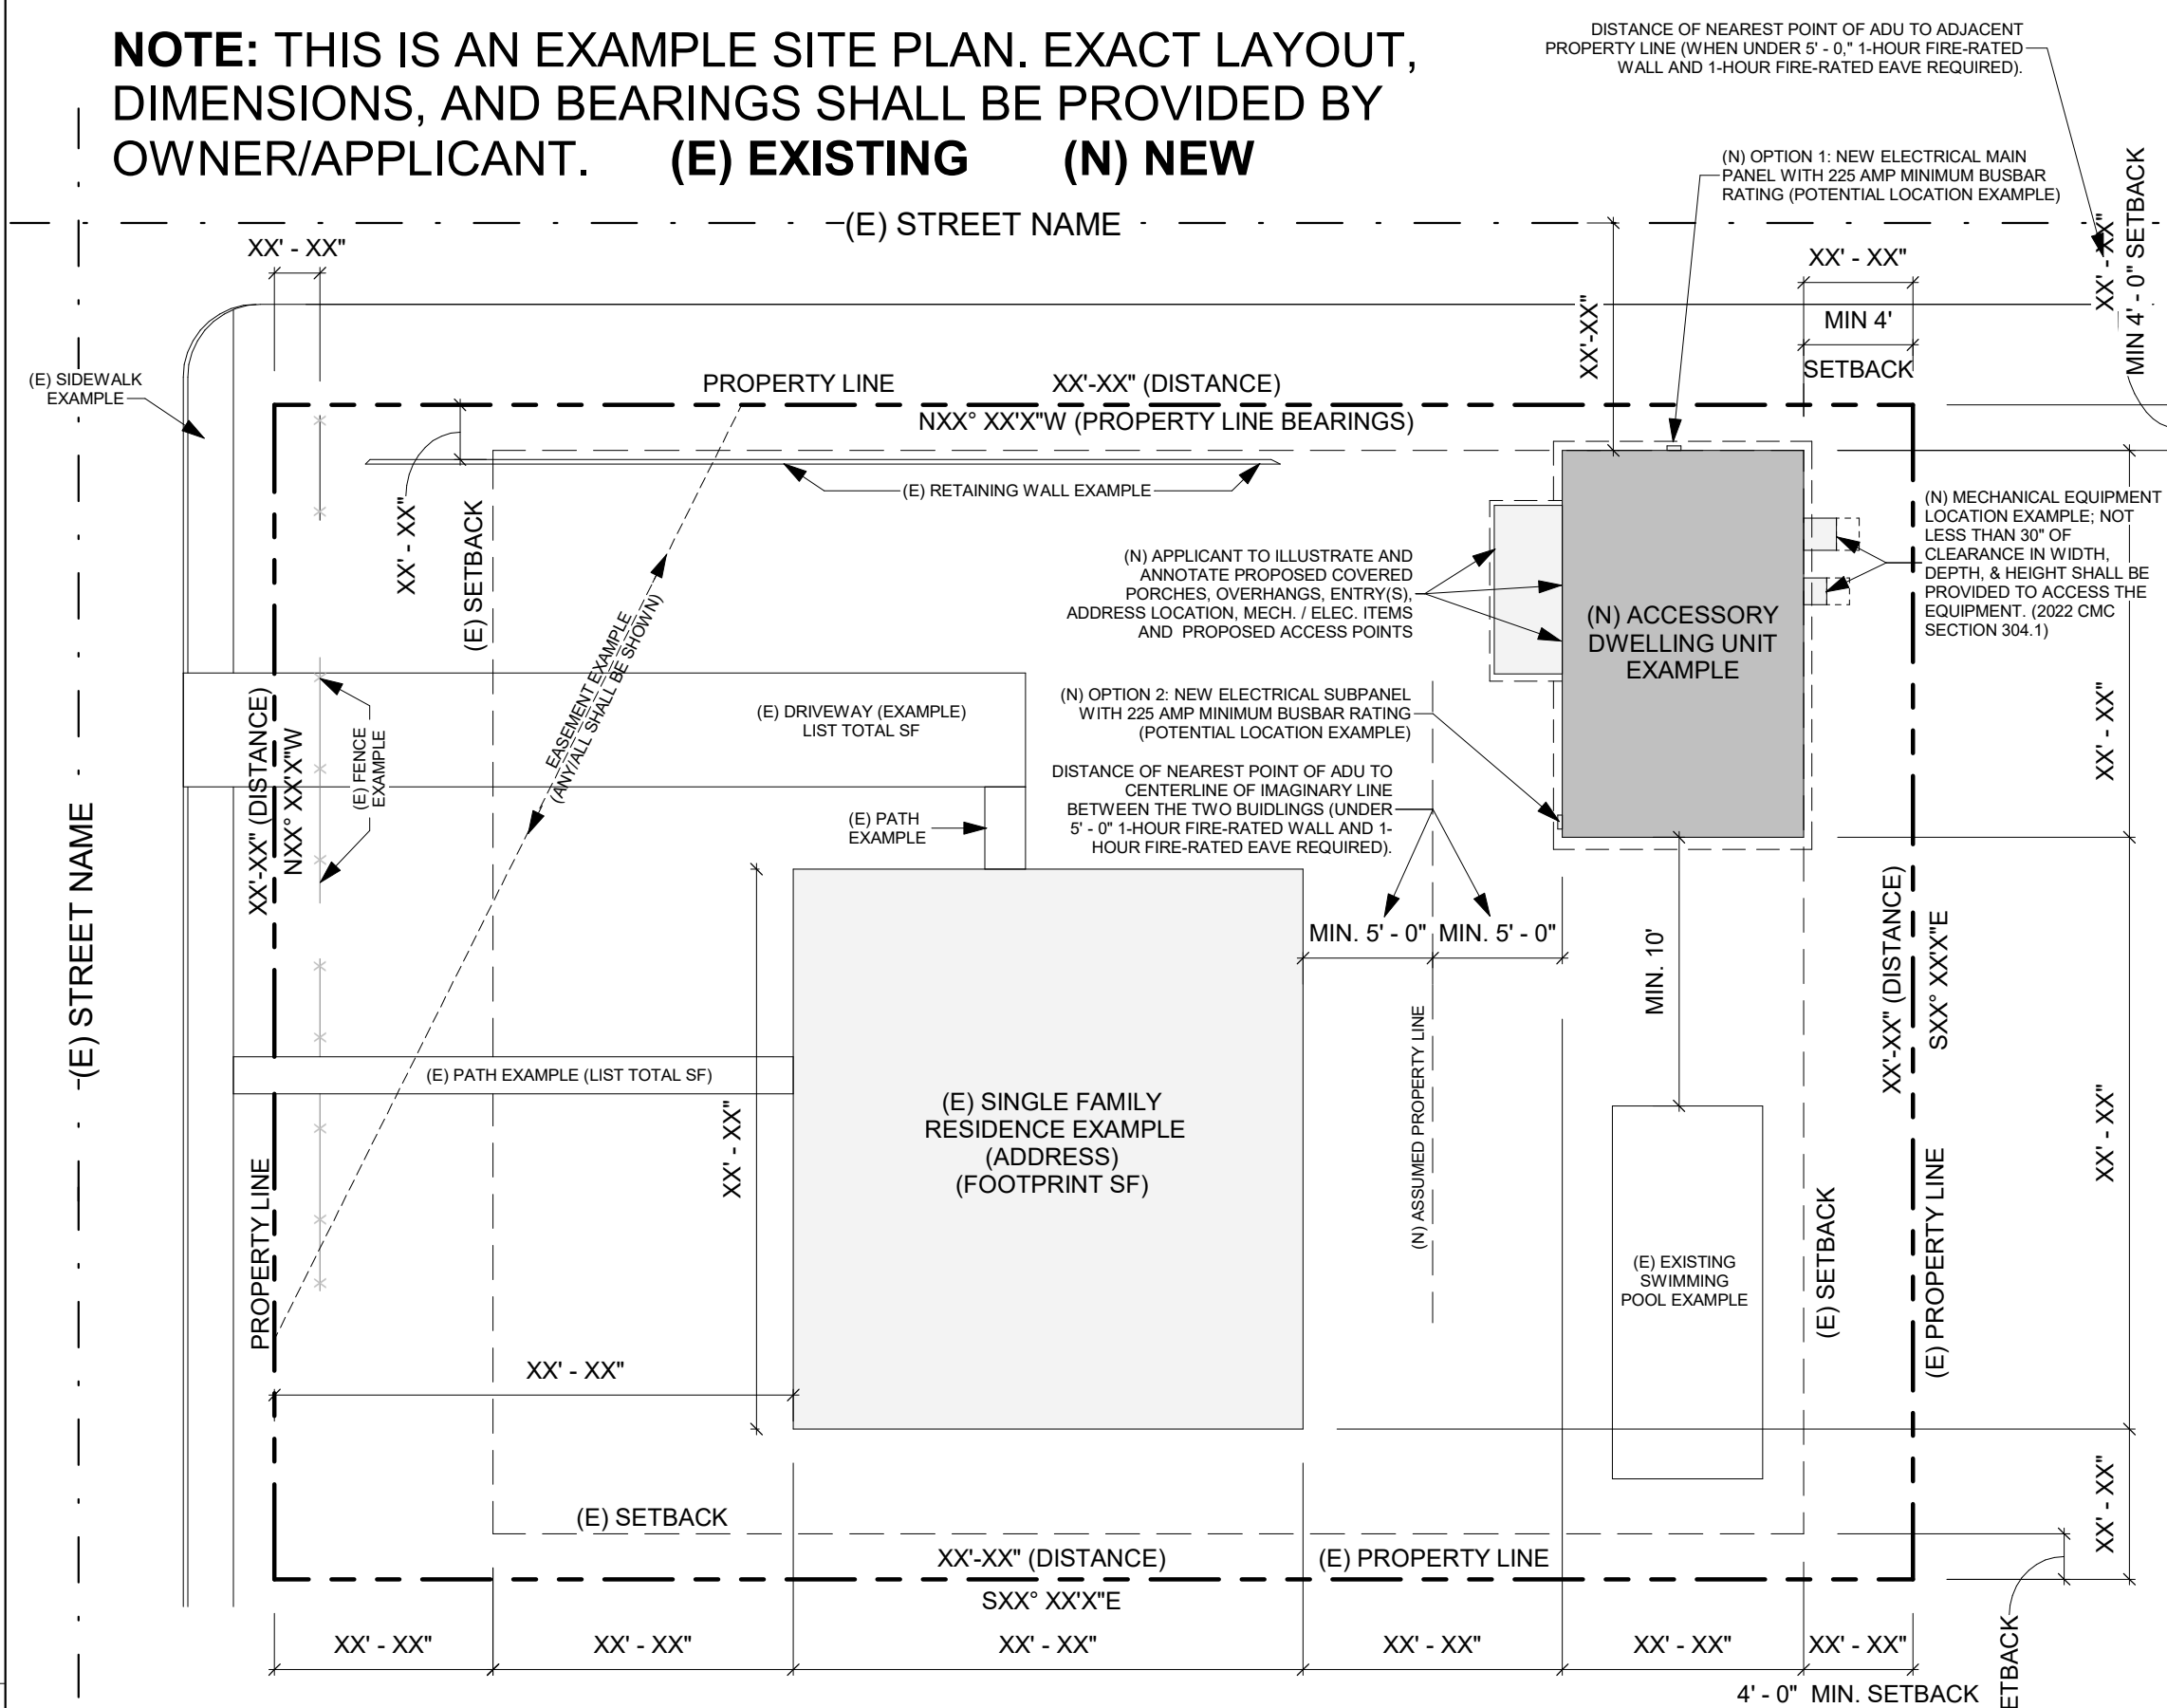 NOTE: THIS IS AN EXAMPLE SITE PLAN. EXACT LAYOUT,
DIMENSIONS, AND BEARINGS SHALL BE PROVIDED BY
OWNER/APPLICANT. (E) EXISTING (N) NEW
DISTANCE OF NEAREST POINT OF ADU TO ADJACENT
PROPERTY LINE (WHEN UNDER 5' - 0," 1-HOUR FIRE-RATED
WALL AND 1-HOUR FIRE-RATED EAVE REQUIRED).
(N) OPTION 1: NEW ELECTRICAL MAIN
PANEL WITH 225 AMP MINIMUM BUSBAR
RATING (POTENTIAL LOCATION EXAMPLE)
(E) STREET NAME
XX' - XX"
XX' - XX"
MIN 4'
SETBACK
XX'-XX"
XX' - XX"
MIN 4' - 0" SETBACK
(E) SIDEWALK
EXAMPLE
PROPERTY LINE
XX'-XX" (DISTANCE)
NXX° XX'X"W (PROPERTY LINE BEARINGS)
XX' - XX"
(E) SETBACK
(E) RETAINING WALL EXAMPLE
(N) MECHANICAL EQUIPMENT
LOCATION EXAMPLE; NOT
LESS THAN 30" OF
CLEARANCE IN WIDTH,
DEPTH, & HEIGHT SHALL BE
PROVIDED TO ACCESS THE
EQUIPMENT. (2022 CMC
SECTION 304.1)
(N) APPLICANT TO ILLUSTRATE AND
ANNOTATE PROPOSED COVERED
PORCHES, OVERHANGS, ENTRY(S),
ADDRESS LOCATION, MECH. / ELEC. ITEMS
AND PROPOSED ACCESS POINTS
(N) ACCESSORY
DWELLING UNIT
EXAMPLE
EASEMENT EXAMPLE
(ANY/ALL SHALL BE SHOWN)
(E) DRIVEWAY (EXAMPLE)
LIST TOTAL SF
(N) OPTION 2: NEW ELECTRICAL SUBPANEL
WITH 225 AMP MINIMUM BUSBAR RATING
(POTENTIAL LOCATION EXAMPLE)
XX' - XX"
XX'-XX" (DISTANCE)
NXX° XX'X"W
(E) FENCE
EXAMPLE
DISTANCE OF NEAREST POINT OF ADU TO
CENTERLINE OF IMAGINARY LINE
BETWEEN THE TWO BUIDLINGS (UNDER
5' - 0" 1-HOUR FIRE-RATED WALL AND 1-
HOUR FIRE-RATED EAVE REQUIRED).
(E) PATH
EXAMPLE
(E) STREET NAME
MIN. 5' - 0"
MIN. 5' - 0"
MIN. 10'
XX'-XX" (DISTANCE)
SXX° XX'X"E
(N) ASSUMED PROPERTY LINE
(E) PATH EXAMPLE (LIST TOTAL SF)
XX' - XX"
(E) SINGLE FAMILY
RESIDENCE EXAMPLE
(ADDRESS)
(FOOTPRINT SF)
XX' - XX"
PROPERTY LINE
(E) EXISTING
SWIMMING
POOL EXAMPLE
(E) SETBACK
(E) PROPERTY LINE
XX' - XX"
XX' - XX"
(E) SETBACK
XX'-XX" (DISTANCE)
(E) PROPERTY LINE
SXX° XX'X"E
XX' - XX"
XX' - XX"
XX' - XX"
XX' - XX"
XX' - XX"
XX' - XX"
4' - 0" MIN. SETBACK